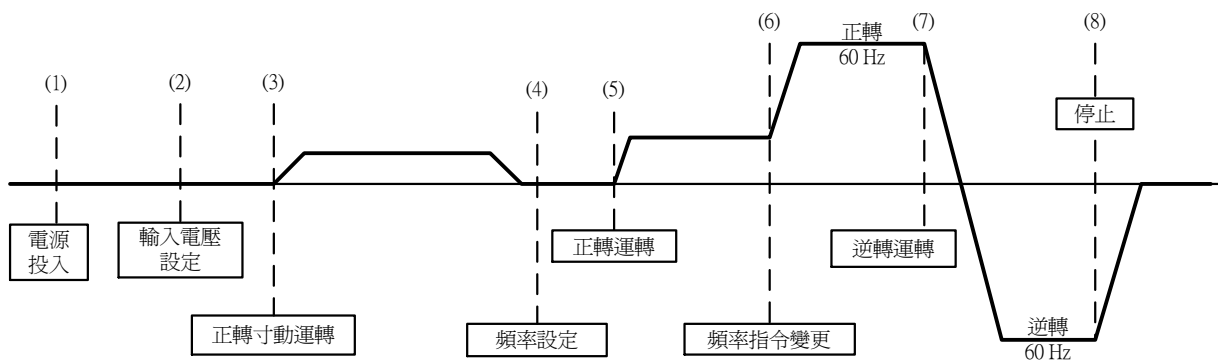 (1)
(2)
(3)
(4)
(5)
(6)
正轉
60 Hz
(7)
(8)
停止
電源
投入
輸入電壓
設定
正轉寸動運轉
頻率設定
正轉運轉
頻率指令變更
逆轉運轉
逆轉
60 Hz